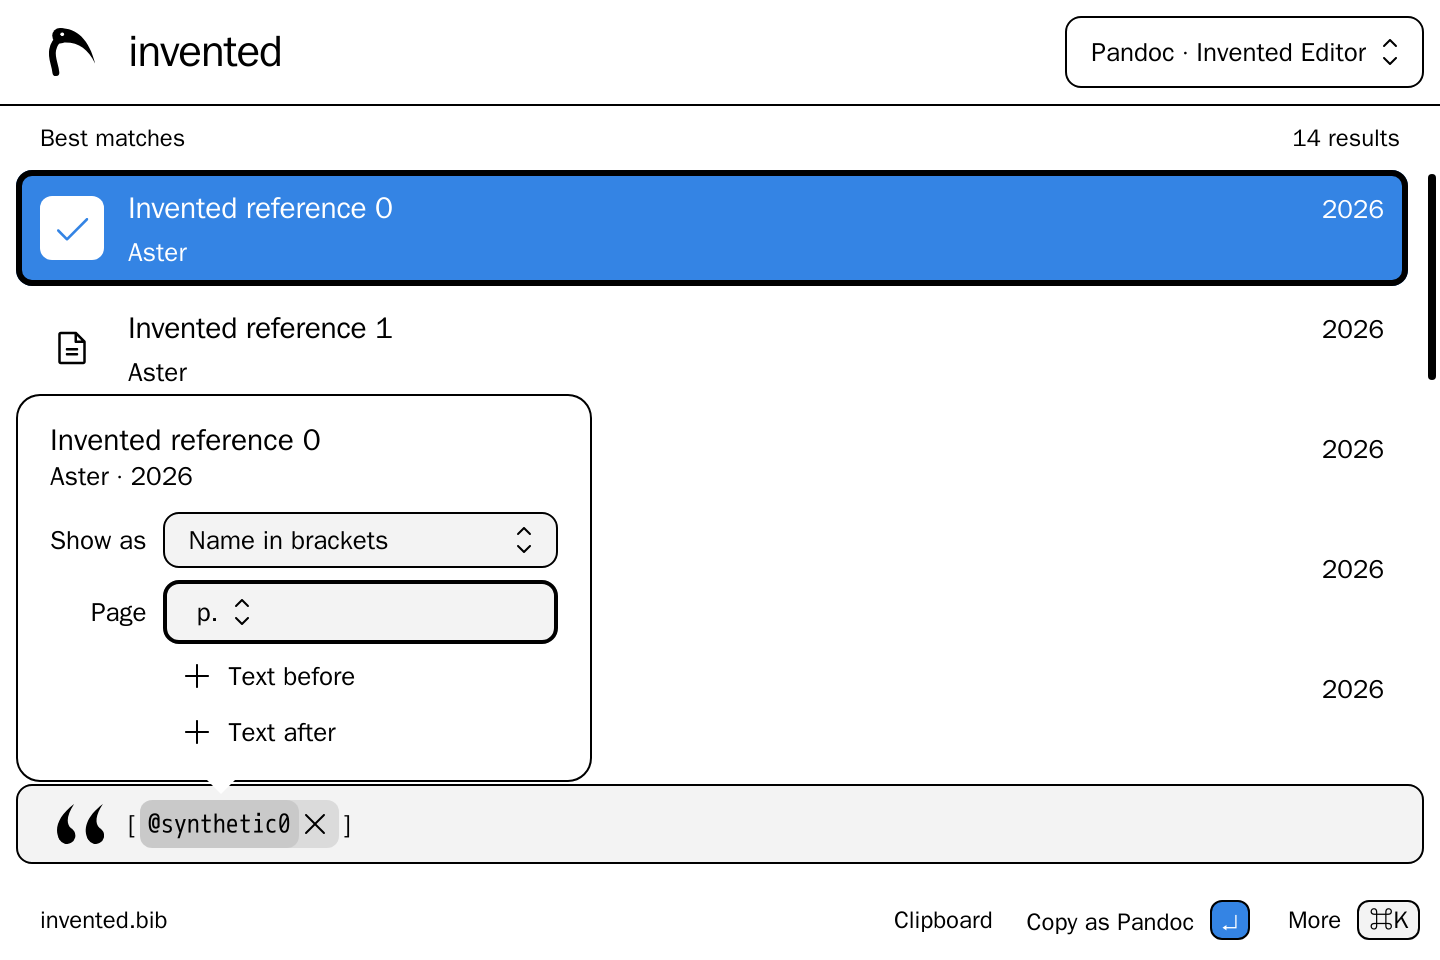 invented
Pandoc · Invented Editor
Best matches
14 results
Invented reference 0
2026
Aster
Invented reference 1
2026
Aster
Invented reference 0
2026
Aster · 2026
Show as
Name in brackets
2026
Page
p.
Text before
2026
Text after
[@synthetic0]
invented.bib
Clipboard
Copy as Pandoc
More
⌘K